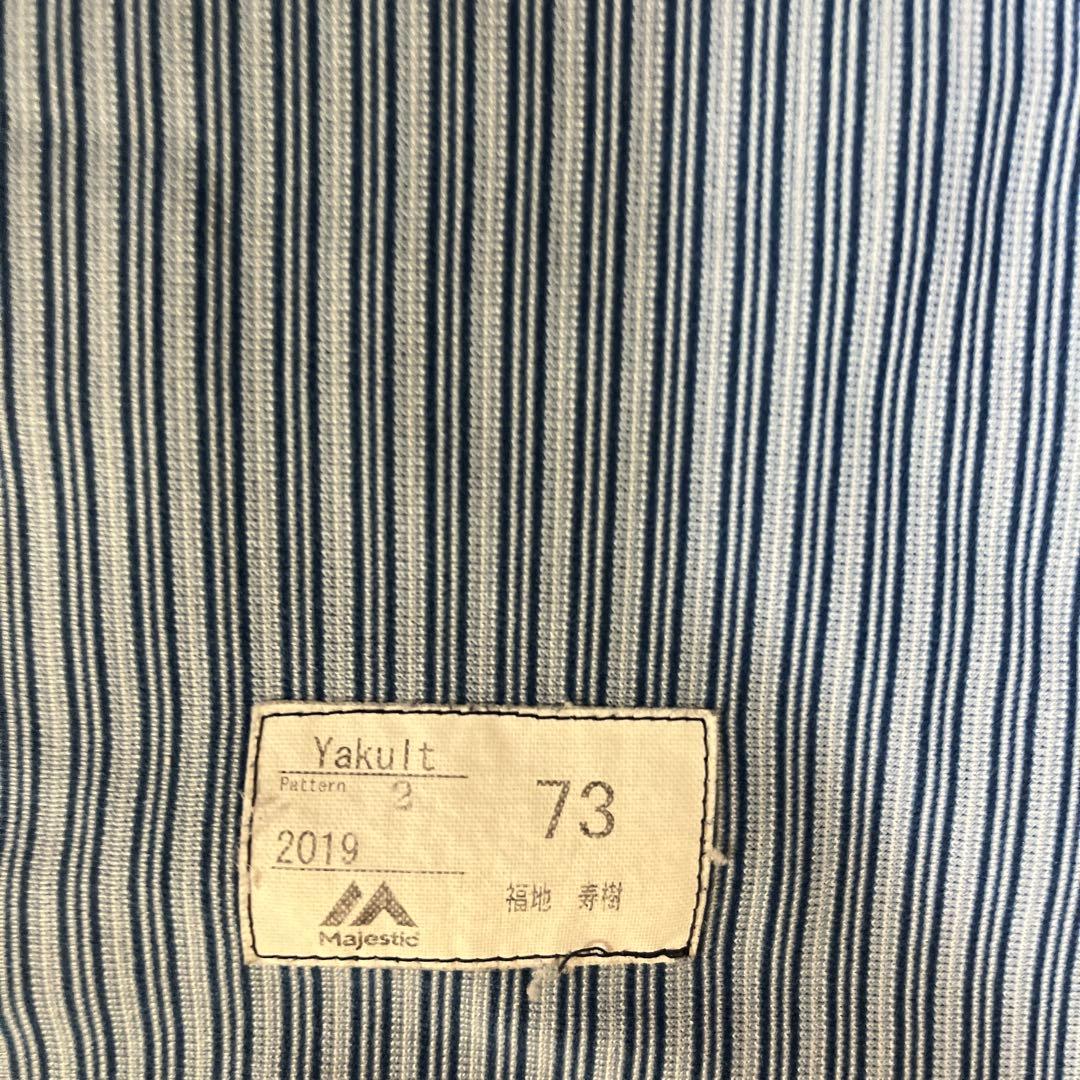 Yakult
Pattern 2
73
2019
福地 寿樹
Majestic